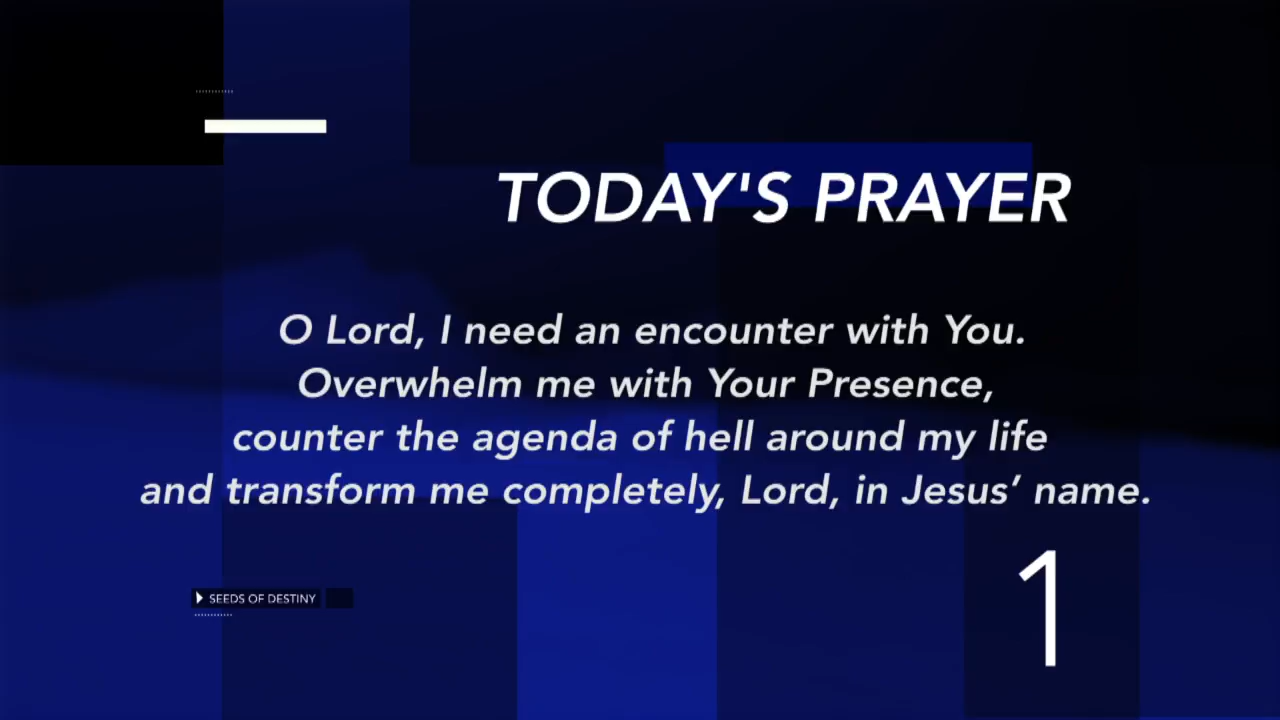 TODAY'S PRAYER
O Lord, I need an encounter with You.
Overwhelm me with Your Presence,
counter the agenda of hell around my life
and transform me completely, Lord, in Jesus’ name.
SEEDS OF DESTINY
1